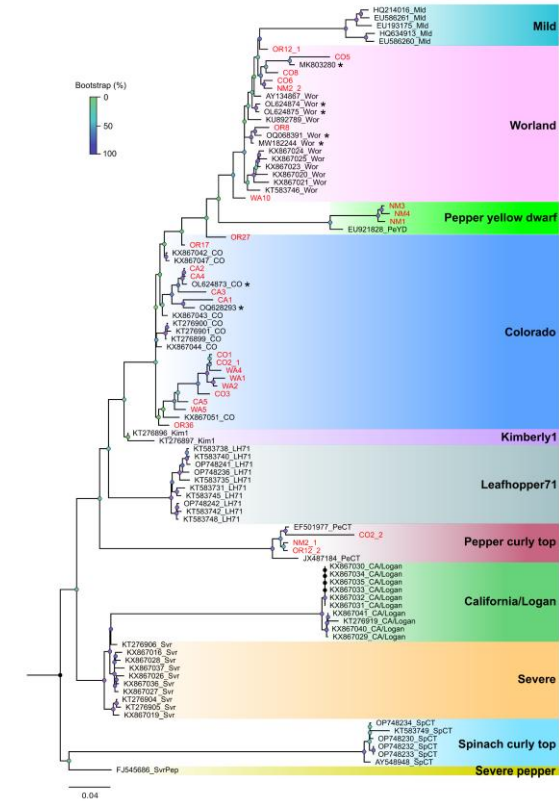 HQ214016_Mld
EU586261_Mld
EU193175_Mld
HQ634913_Mld
EU586260_Mld
Mild
OR12_1
CO5
MK803280 *
CO8
CO6
NM2_2
AY134867_Wor
OL624874_Wor *
OL624875_Wor *
KU892789_Wor
OR8
OQ068391_Wor *
MW182244_Wor *
KX867024_Wor
KX867025_Wor
KX867023_Wor
KX867020_Wor
KX867021_Wor
KT583746_Wor
WA10
Worland
Bootstrap (%)
0
50
100
NM3
NM4
NM1
EU921828_PeYD
Pepper yellow dwarf
OR27
OR17
KX867042_CO
KX867047_CO
CA2
CA4
OL624873_CO *
CA3
CA1
OQ628293 *
KX867043_CO
KT276900_CO
KT276901_CO
KT276899_CO
KX867044_CO
CO1
CO2_1
WA4
WA1
WA2
CO3
CA5
WA5
KX867051_CO
OR36
Colorado
KT276896_Kim1
KT276897_Kim1
Kimberly1
KT583738_LH71
KT583740_LH71
OP748241_LH71
OP748236_LH71
KT583735_LH71
KT583731_LH71
KT583745_LH71
OP748242_LH71
KT583742_LH71
KT583748_LH71
Leafhopper71
EF501977_PeCT
CO2_2
NM2_1
OR12_2
JX487184_PeCT
Pepper curly top
KX867030_CA/Logan
KX867034_CA/Logan
KX867035_CA/Logan
KX867033_CA/Logan
KX867032_CA/Logan
KX867031_CA/Logan
KX867041_CA/Logan
KT276919_CA/Logan
KX867040_CA/Logan
KX867029_CA/Logan
California/Logan
KT276906_Svr
KX867016_Svr
KX867028_Svr
KX867037_Svr
KX867026_Svr
KX867036_Svr
KX867027_Svr
KT276904_Svr
KT276905_Svr
KX867019_Svr
Severe
OP748234_SpCT
KT583749_SpCT
OP748230_SpCT
OP748232_SpCT
OP748233_SpCT
AY548948_SpCT
Spinach curly top
FJ545686_SvrPep
Severe pepper
0.04